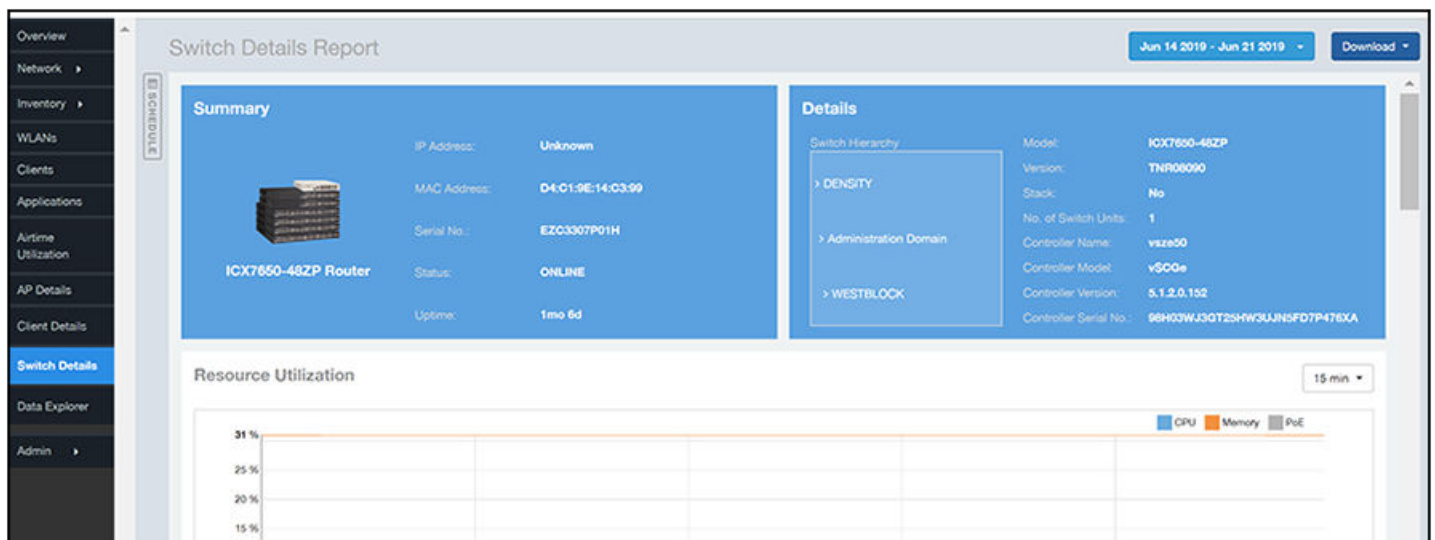 Overview
Network
Inventory
WLANs
Clients
Applications
Airtime
Utilization
AP Details
Client Details
Switch Details
Data Explorer
Admin
SCHEDULE
Switch Details Report
Jun 14 2019 - Jun 21 2019
Download
Summary
ICX7650-48ZP Router
IP Address: Unknown
MAC Address: D4:C1:9E:14:C3:99
Serial No.: EZC3307P01H
Status: ONLINE
Uptime: 1mo 6d
Details
Switch Hierarchy
> DENSITY
> Administration Domain
> WESTBLOCK
Model: ICX7650-48ZP
Version: TNR08090
Stack: No
No. of Switch Units: 1
Controller Name: vsze50
Controller Model: vSCGe
Controller Version: 5.1.2.0.152
Controller Serial No.: 98H03WJ3GT25HW3UJN5FD7P476XA
Resource Utilization
15 min
CPU Memory PoE
31 %
25 %
20 %
15 %